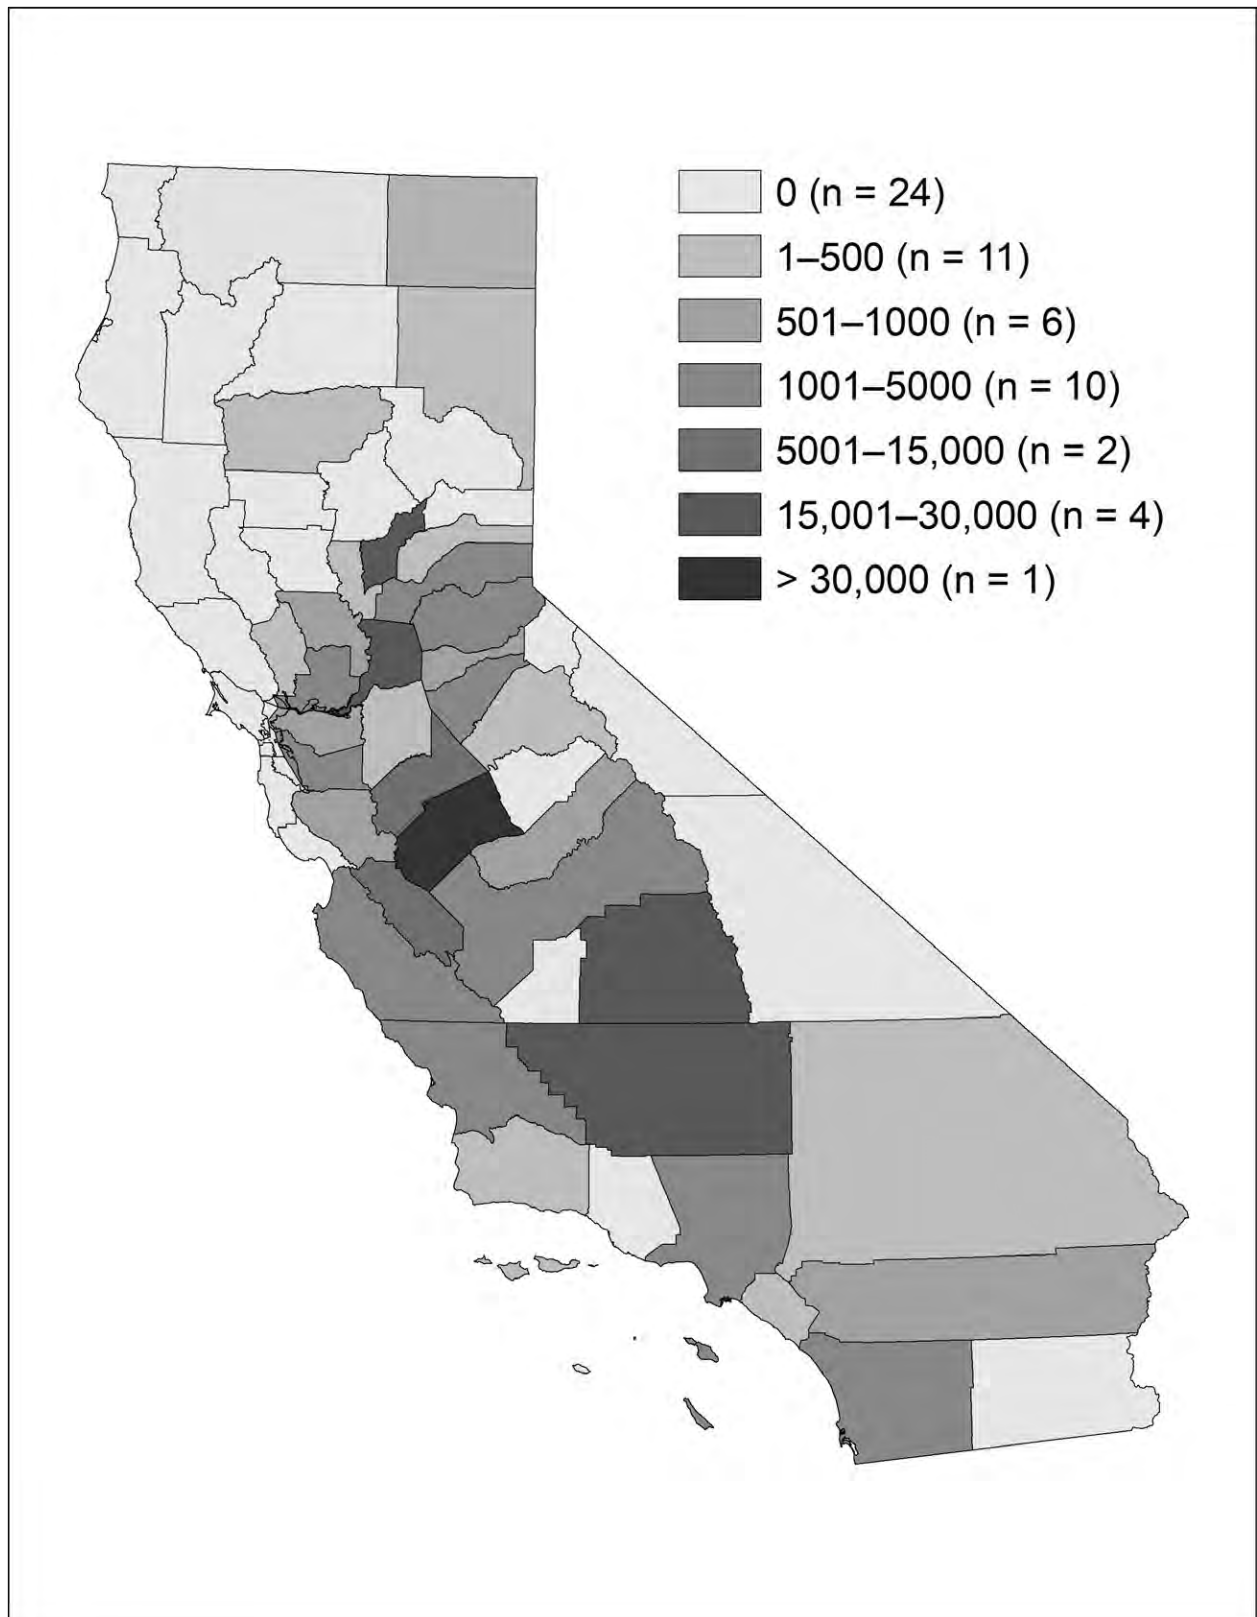 0 (n = 24)
1–500 (n = 11)
501–1000 (n = 6)
1001–5000 (n = 10)
5001–15,000 (n = 2)
15,001–30,000 (n = 4)
> 30,000 (n = 1)